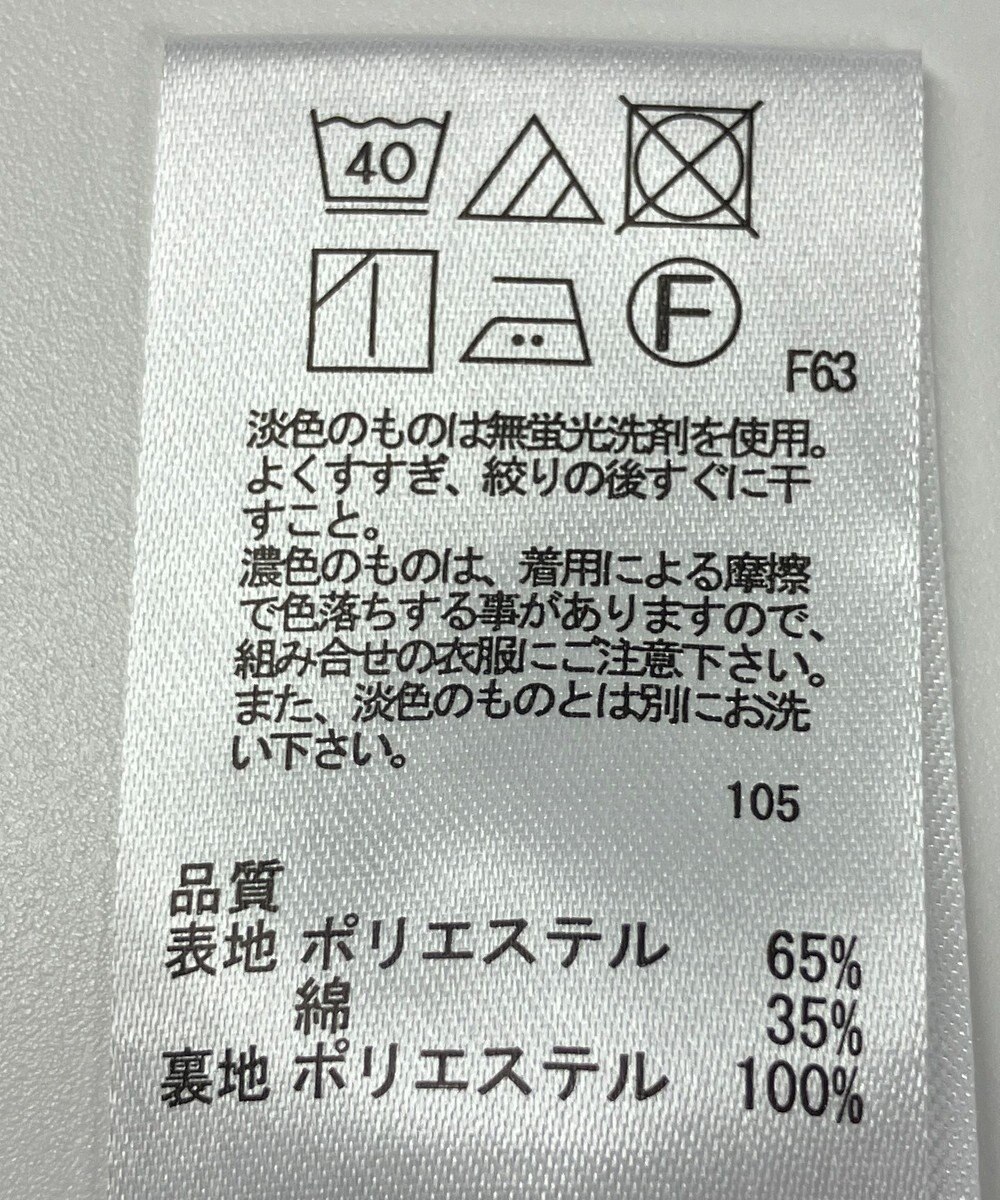 40
F
F63
淡色のものは無蛍光洗剤を使用。
よくすすぎ、絞りの後すぐに干
すこと。
濃色のものは、着用による摩擦
で色落ちする事がありますので、
組み合せの衣服にご注意下さい。
また、淡色のものとは別にお洗
い下さい。
105
品質
表地 ポリエステル 65%
綿 35%
裏地 ポリエステル 100%